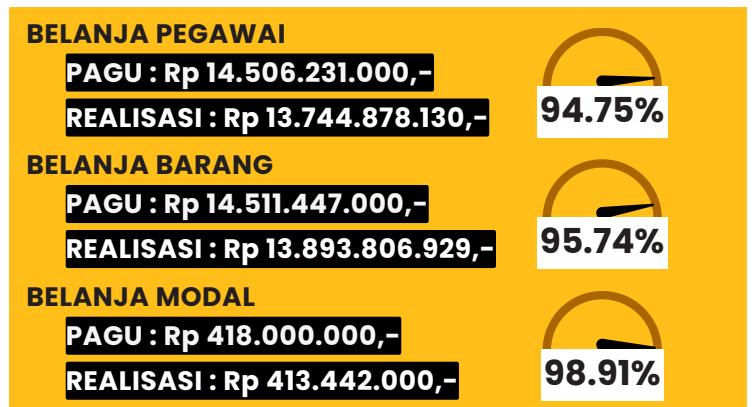 BELANJA PEGAWAI
PAGU : Rp 14.506.231.000,-
REALISASI : Rp 13.744.878.130,-
94.75%
BELANJA BARANG
PAGU : Rp 14.511.447.000,-
REALISASI : Rp 13.893.806.929,-
95.74%
BELANJA MODAL
PAGU : Rp 418.000.000,-
REALISASI : Rp 413.442.000,-
98.91%